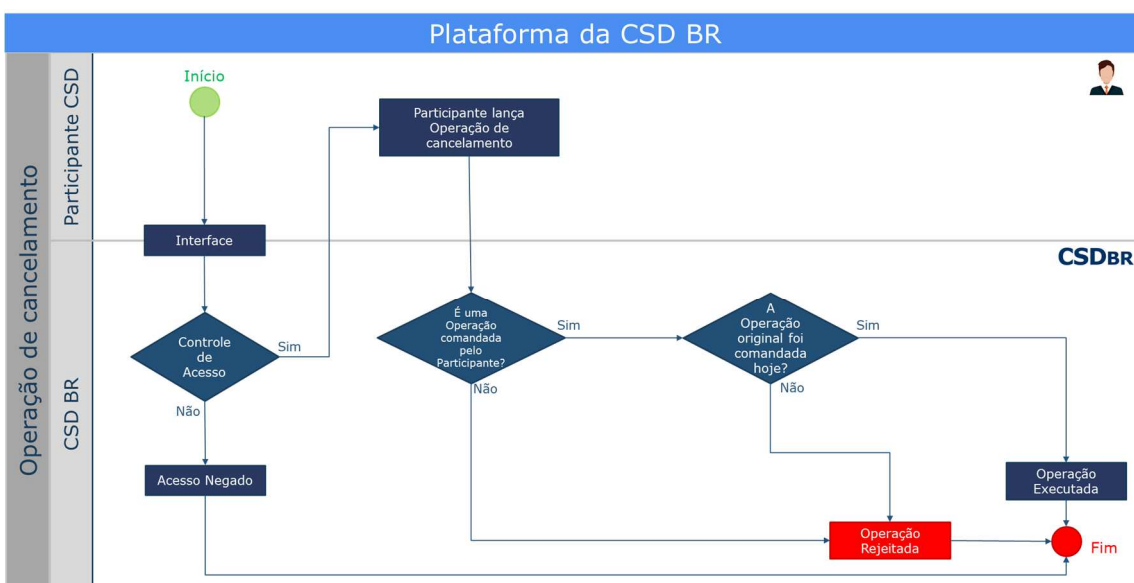 Plataforma da CSD BR
Operação de cancelamento
Participante CSD
Início
Participante lança
Operação de
cancelamento
Interface
CSD BR
CSDBR
Controle
de
Acesso
Sim
Não
É uma
Operação
comandada
pelo
Participante?
Sim
Não
A
Operação
original foi
comandada
hoje?
Sim
Não
Acesso Negado
Operação
Executada
Operação
Rejeitada
Fim